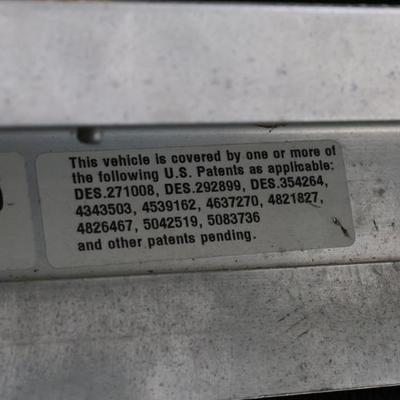 This vehicle is covered by one or more of
the following U.S. Patents as applicable:
DES.271008, DES.292899, DES.354264,
4343503, 4539162, 4637270, 4821827,
4826467, 5042519, 5083736
and other patents pending.